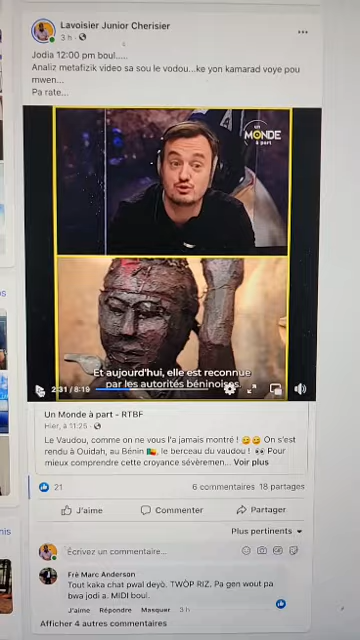 Lavoisier Junior Cherisier
3 h ·
Jodia 12:00 pm boul.....
Analiz metafizik video sa sou le vodou...ke yon kamarad voye pou
mwen...
Pa rate...
UN
MONDE
à part
Et aujourd'hui, elle est reconnue
par les autorités béninoises.
2:31 / 8:19
Un Monde à part - RTBF
Hier, à 11:25 ·
Le Vaudou, comme on ne vous l'a jamais montré ! 😏😏 On s'est
rendu à Ouidah, au Bénin 🇧🇯, le berceau du vaudou ! 👀 Pour
mieux comprendre cette croyance sévèremen... Voir plus
21
6 commentaires 18 partages
J'aime
Commenter
Partager
Plus pertinents
Écrivez un commentaire...
Frè Marc Anderson
Tout kaka chat pwal deyò. TWÒP RIZ. Pa gen wout pa
bwa jodi a. MIDI boul.
J'aime Répondre Masquer 3 h
Afficher 4 autres commentaires